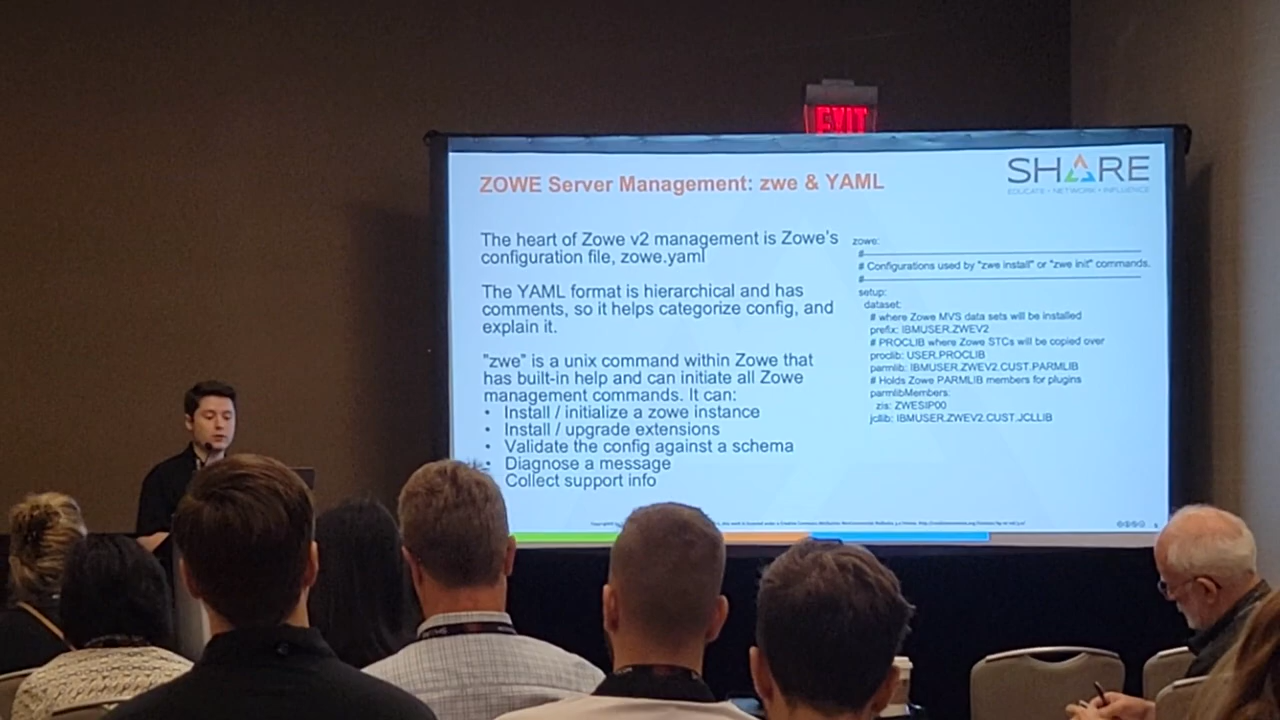 EXIT
ZOWE Server Management: zwe & YAML
SHARE
EDUCATE • NETWORK • INFLUENCE
The heart of Zowe v2 management is Zowe's
configuration file, zowe.yaml
The YAML format is hierarchical and has
comments, so it helps categorize config, and
explain it.
"zwe" is a unix command within Zowe that
has built-in help and can initiate all Zowe
management commands. It can:
• Install / initialize a zowe instance
• Install / upgrade extensions
• Validate the config against a schema
• Diagnose a message
• Collect support info
zowe:
#
# Configurations used by "zwe install" or "zwe init" commands.
#
setup:
dataset:
# where Zowe MVS data sets will be installed
prefix: IBMUSER.ZWEV2
# PROCLIB where Zowe STCs will be copied over
proclib: USER.PROCLIB
parmlib: IBMUSER.ZWEV2.CUST.PARMLIB
# Holds Zowe PARMLIB members for plugins
parmlibMembers:
zis: ZWESIP00
jcllib: IBMUSER.ZWEV2.CUST.JCLLIB